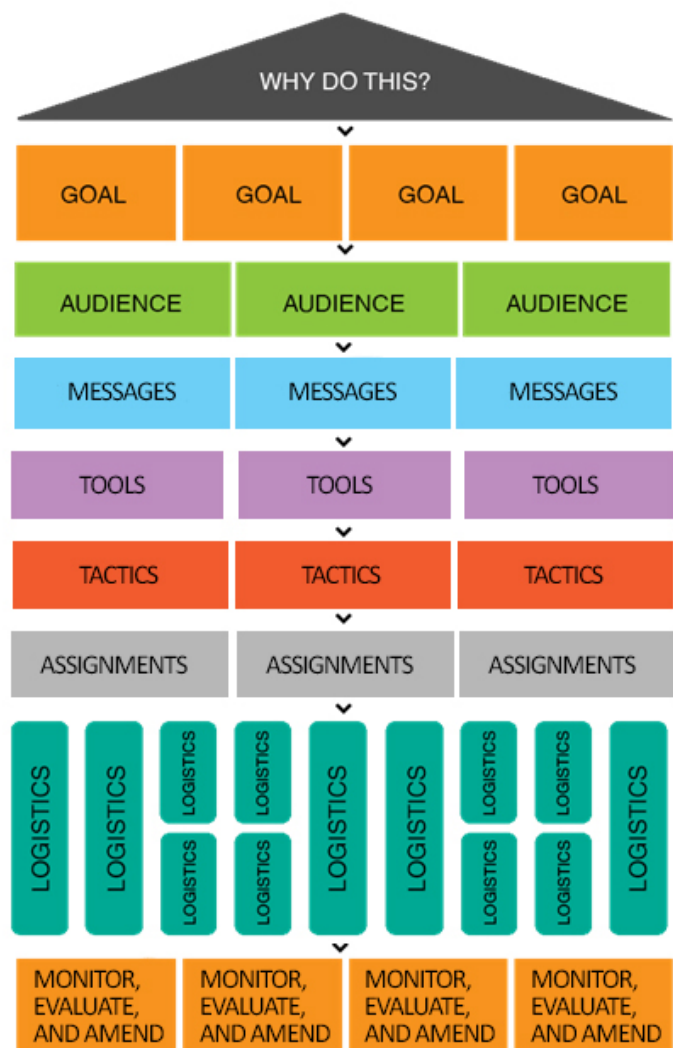 WHY DO THIS?
GOAL GOAL GOAL GOAL
AUDIENCE AUDIENCE AUDIENCE
MESSAGES MESSAGES MESSAGES
TOOLS TOOLS TOOLS
TACTICS TACTICS TACTICS
ASSIGNMENTS ASSIGNMENTS ASSIGNMENTS
LOGISTICS
LOGISTICS
LOGISTICS
LOGISTICS
LOGISTICS
LOGISTICS
LOGISTICS
LOGISTICS
LOGISTICS
LOGISTICS
LOGISTICS
LOGISTICS
LOGISTICS
MONITOR, EVALUATE, AND AMEND
MONITOR, EVALUATE, AND AMEND
MONITOR, EVALUATE, AND AMEND
MONITOR, EVALUATE, AND AMEND